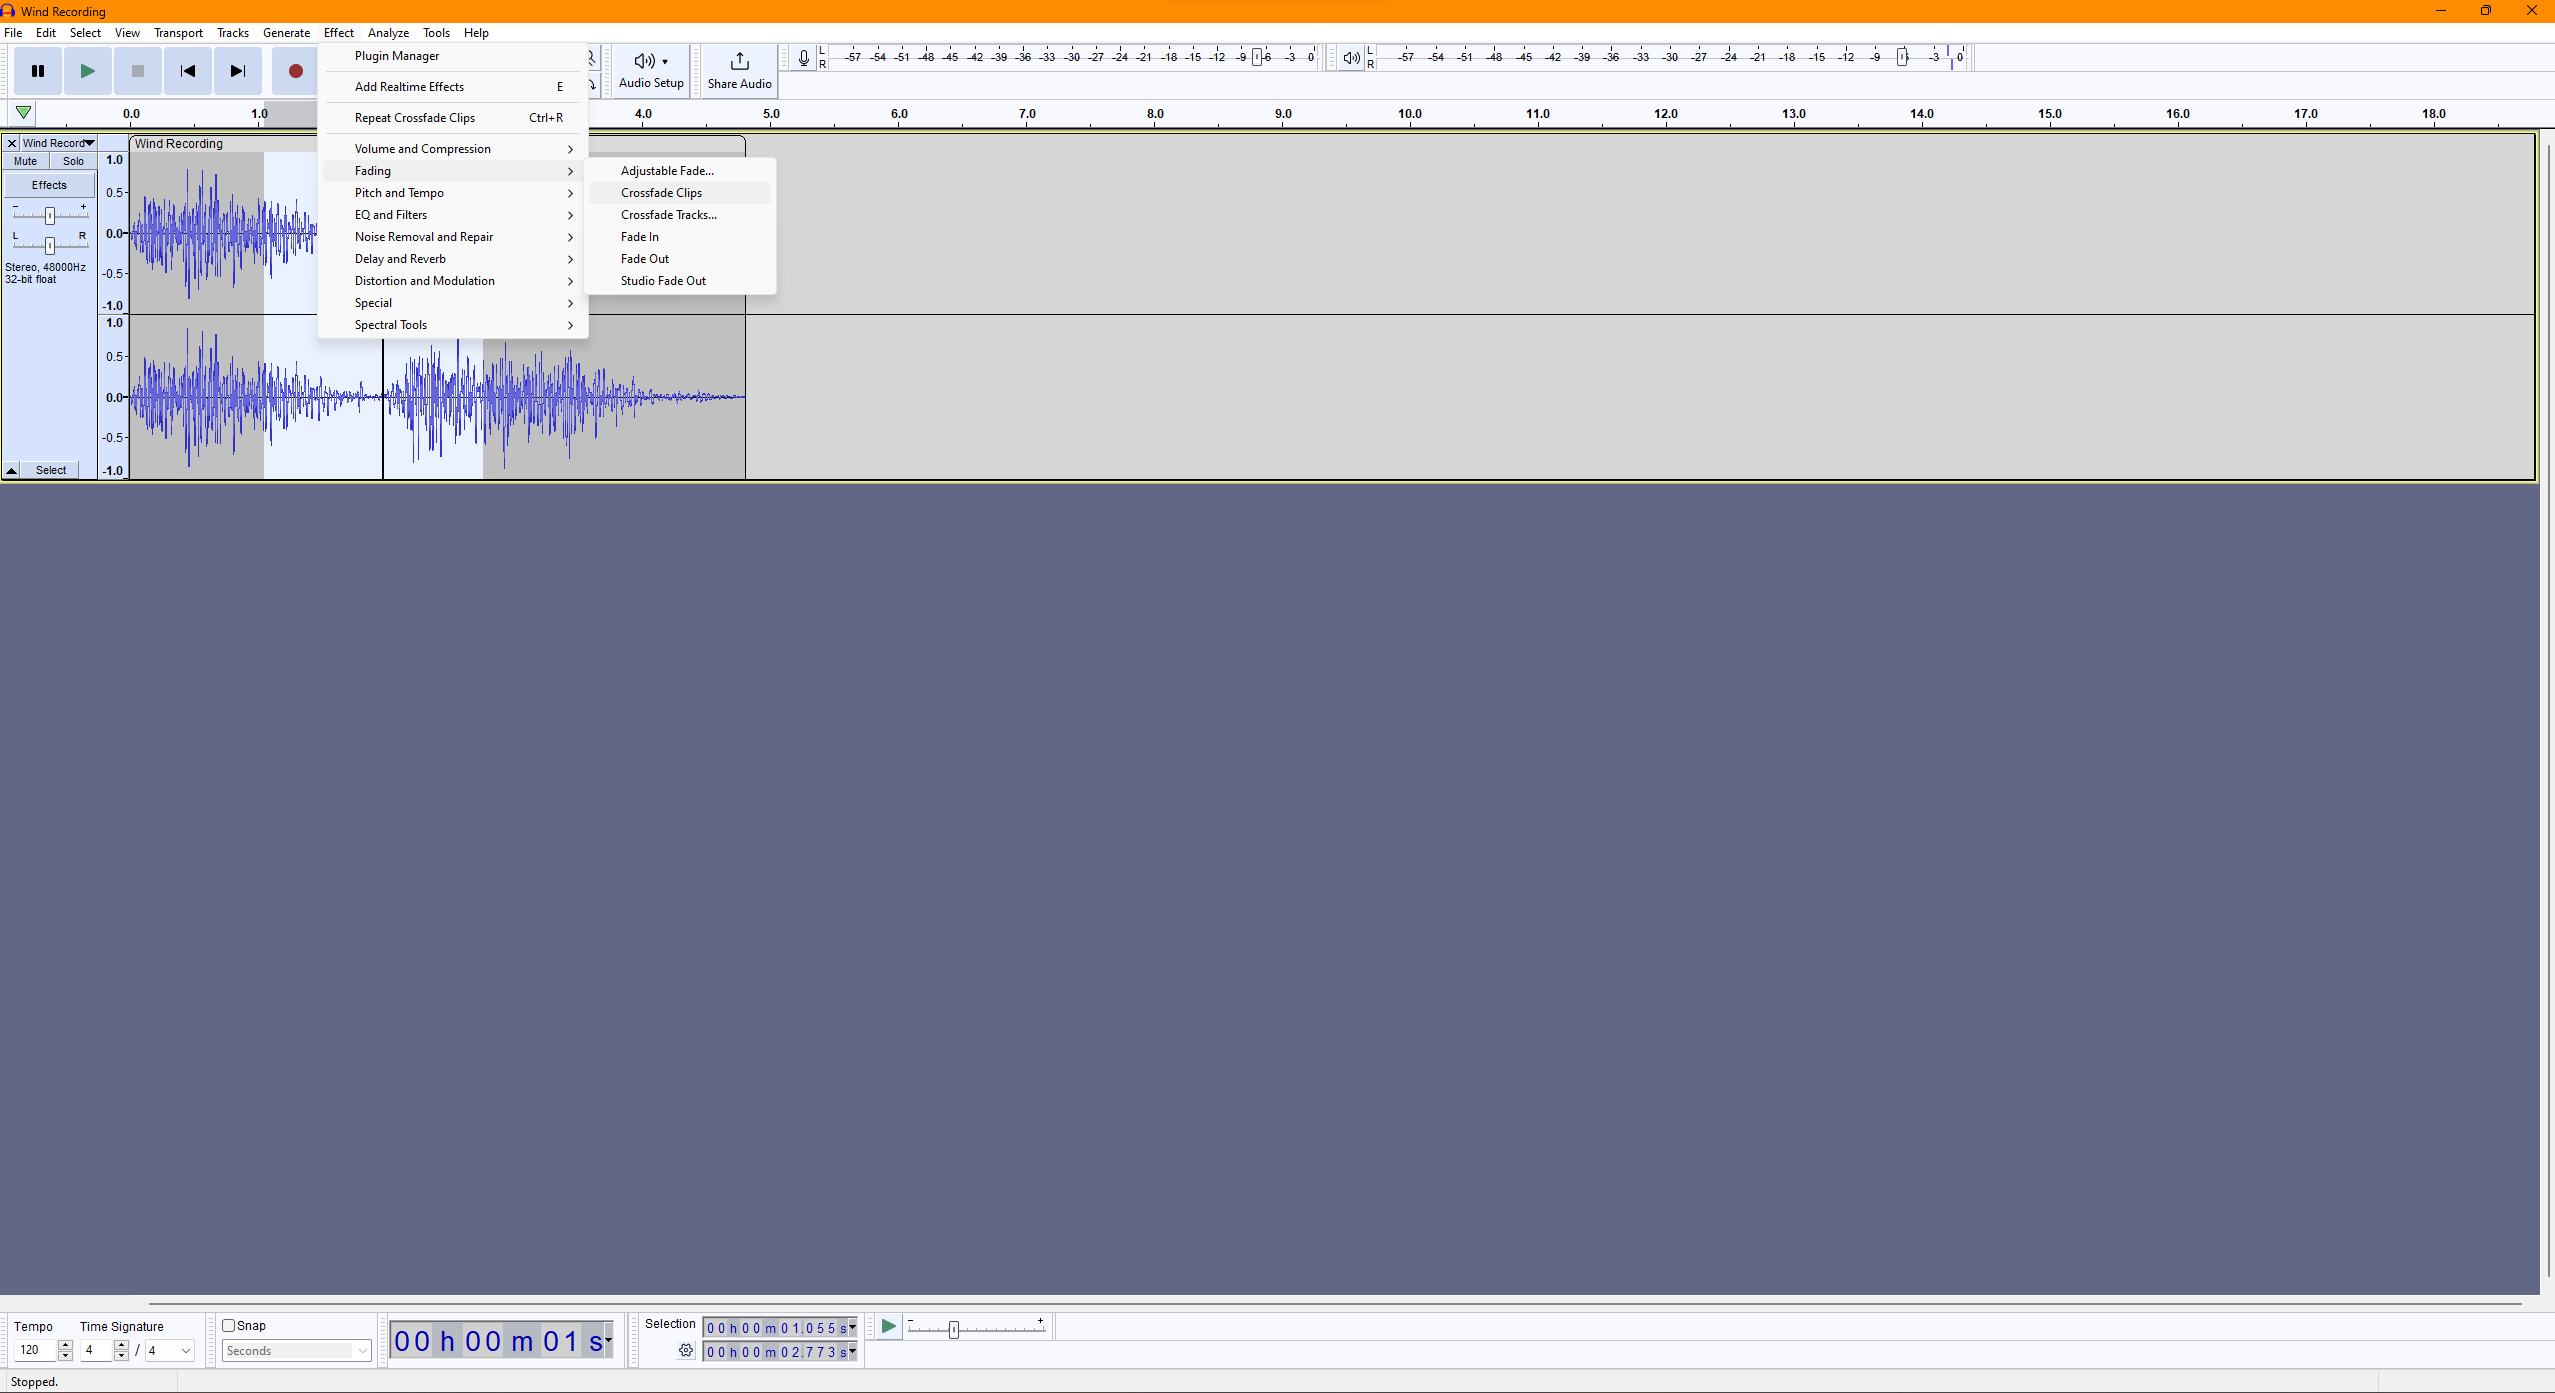 Wind Recording
File Edit Select View Transport Tracks Generate Effect Analyze Tools Help
Plugin Manager
Add Realtime Effects E
Repeat Crossfade Clips Ctrl+R
Volume and Compression
Fading
Pitch and Tempo
EQ and Filters
Noise Removal and Repair
Delay and Reverb
Distortion and Modulation
Special
Spectral Tools
Adjustable Fade...
Crossfade Clips
Crossfade Tracks...
Fade In
Fade Out
Studio Fade Out
Audio Setup
Share Audio
L
R
-57 -54 -51 -48 -45 -42 -39 -36 -33 -30 -27 -24 -21 -18 -15 -12 -9 -6 -3 0
L
R
-57 -54 -51 -48 -45 -42 -39 -36 -33 -30 -27 -24 -21 -18 -15 -12 -9 -6 -3 0
0.0 1.0 4.0 5.0 6.0 7.0 8.0 9.0 10.0 11.0 12.0 13.0 14.0 15.0 16.0 17.0 18.0
Wind Record
Mute Solo
Effects
- +
L R
Stereo, 48000Hz
32-bit float
Select
1.0
0.5
0.0
-0.5
-1.0
1.0
0.5
0.0
-0.5
-1.0
Wind Recording
Tempo
120
Time Signature
4 / 4
Snap
Seconds
00 h 00 m 01 s
Selection
00 h 00 m 01.055 s
00 h 00 m 02.773 s
- +
Stopped.